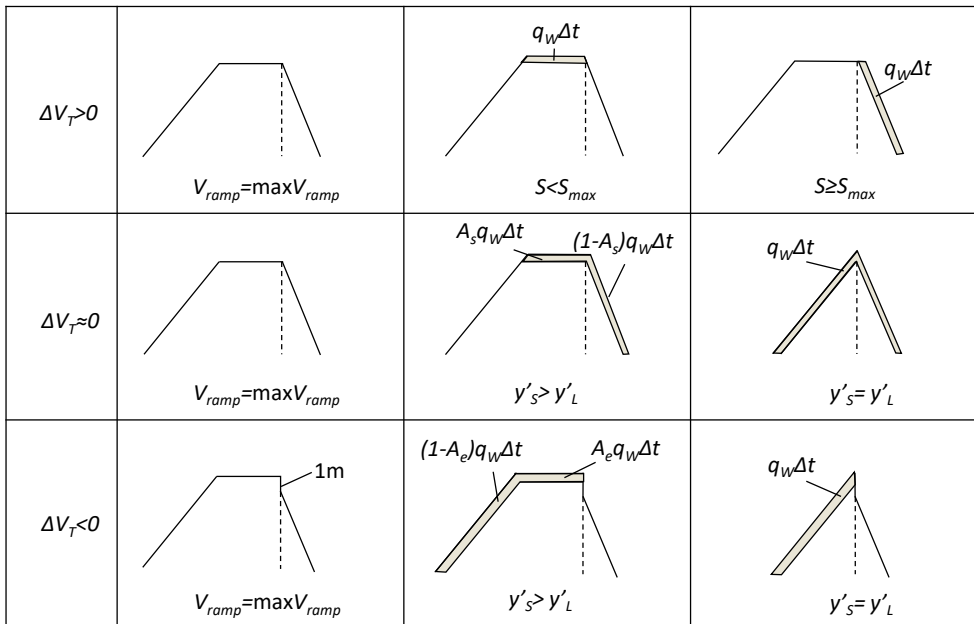 q_WΔt
q_WΔt
ΔV_T>0
V_ramp=maxV_ramp
S<S_max
S≥S_max
A_sq_WΔt
(1-A_s)q_WΔt
q_WΔt
ΔV_T≈0
V_ramp=maxV_ramp
y'_S> y'_L
y'_S= y'_L
(1-A_e)q_WΔt
A_eq_WΔt
q_WΔt
1m
ΔV_T<0
V_ramp=maxV_ramp
y'_S> y'_L
y'_S= y'_L